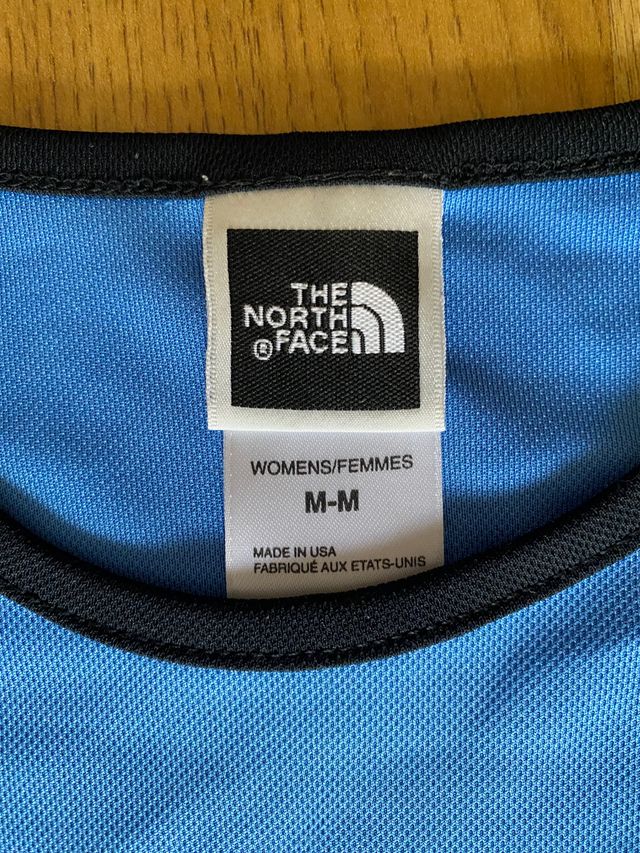 THE
NORTH
® FACE
WOMENS/FEMMES
M-M
MADE IN USA
FABRIQUÉ AUX ETATS-UNIS